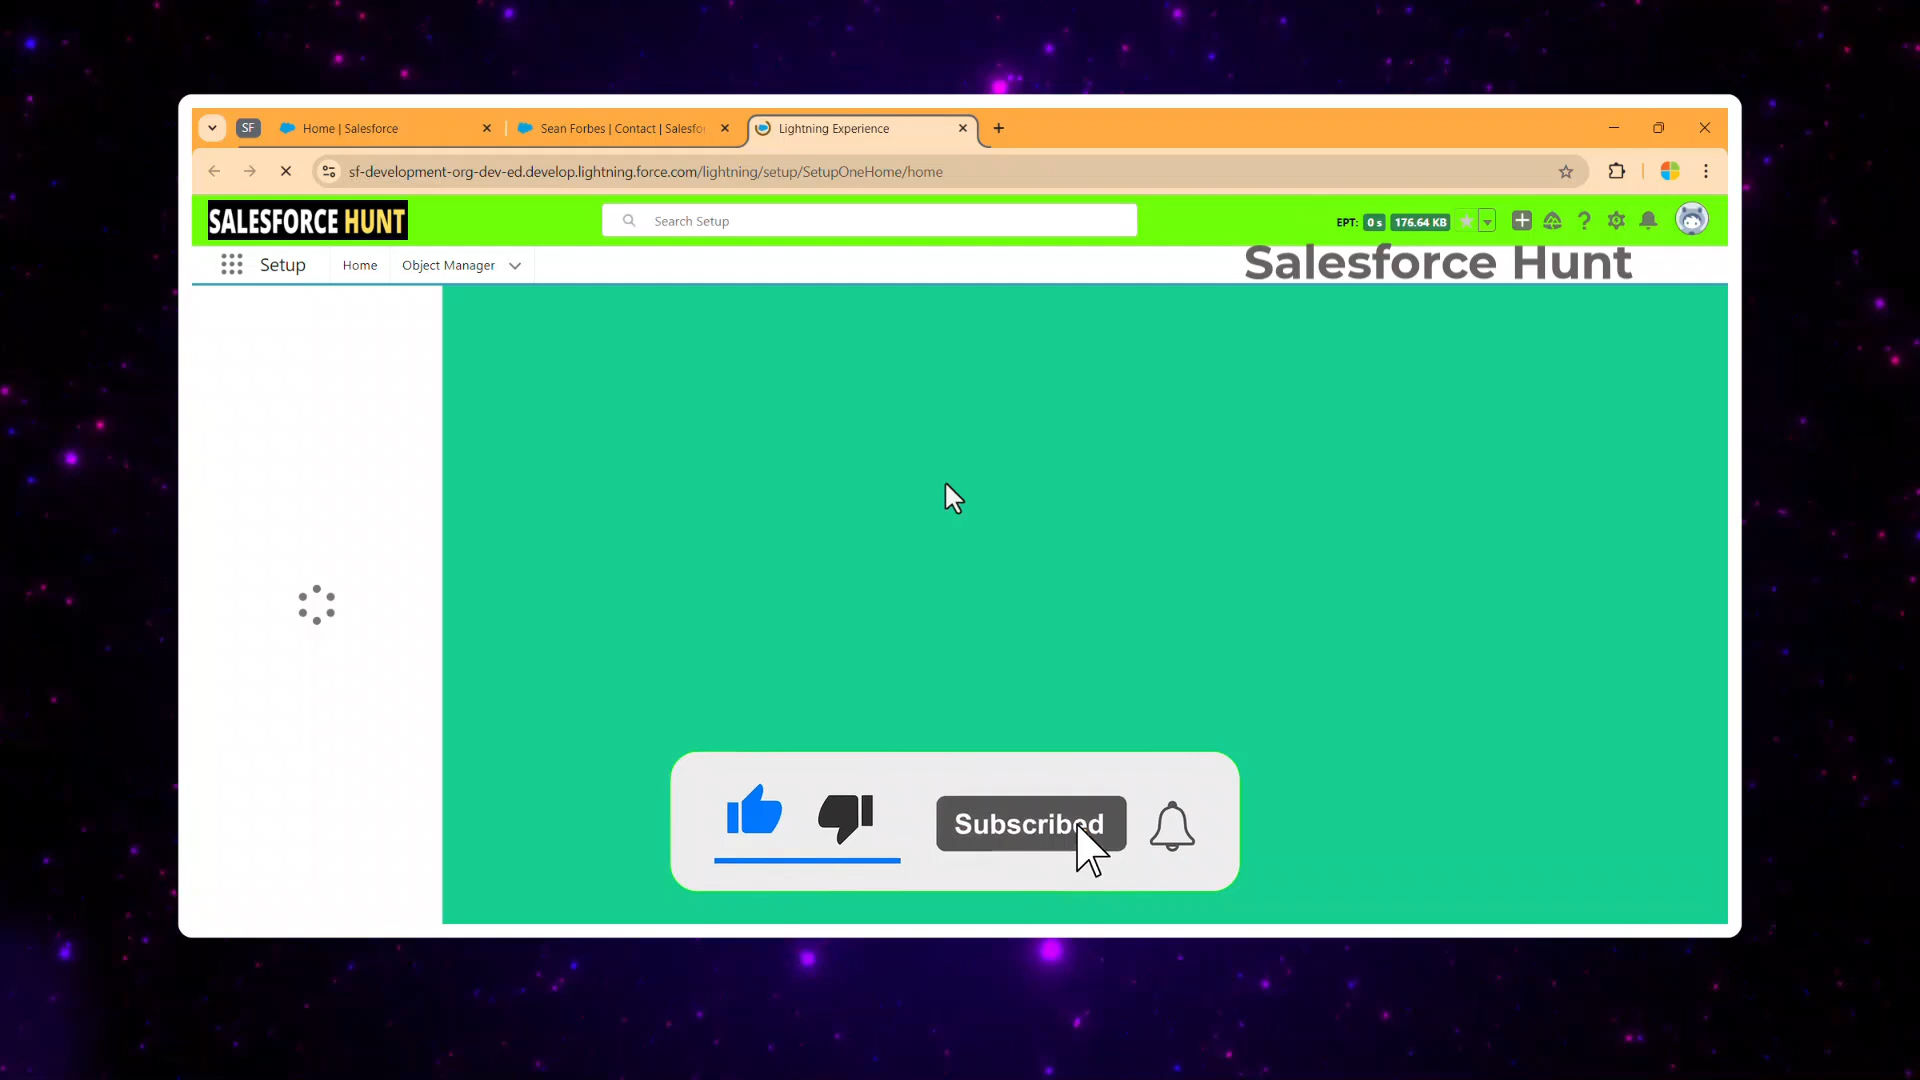 SF
Home | Salesforce
Sean Forbes | Contact | Salesfo
Lightning Experience
sf-development-org-dev-ed.develop.lightning.force.com/lightning/setup/SetupOneHome/home
SALESFORCE HUNT
Search Setup
EPT: 0 s 176.64 KB
Setup
Home
Object Manager
Salesforce Hunt
Subscribed